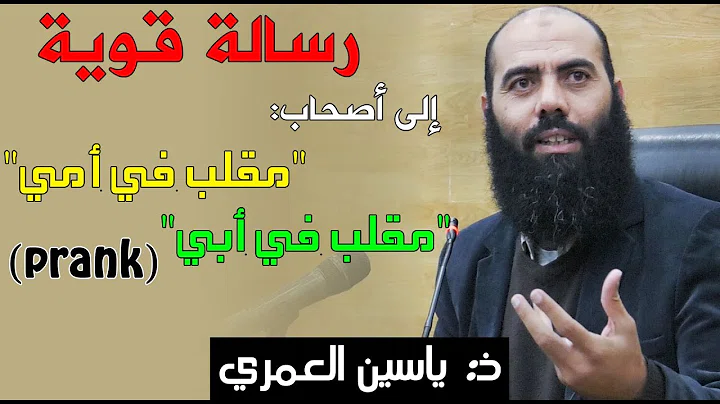 رسالة قوية
إلى أصحاب:
"مقلب في أمي"
"مقلب في أبي"
(prank)
ذ: ياسين العمري